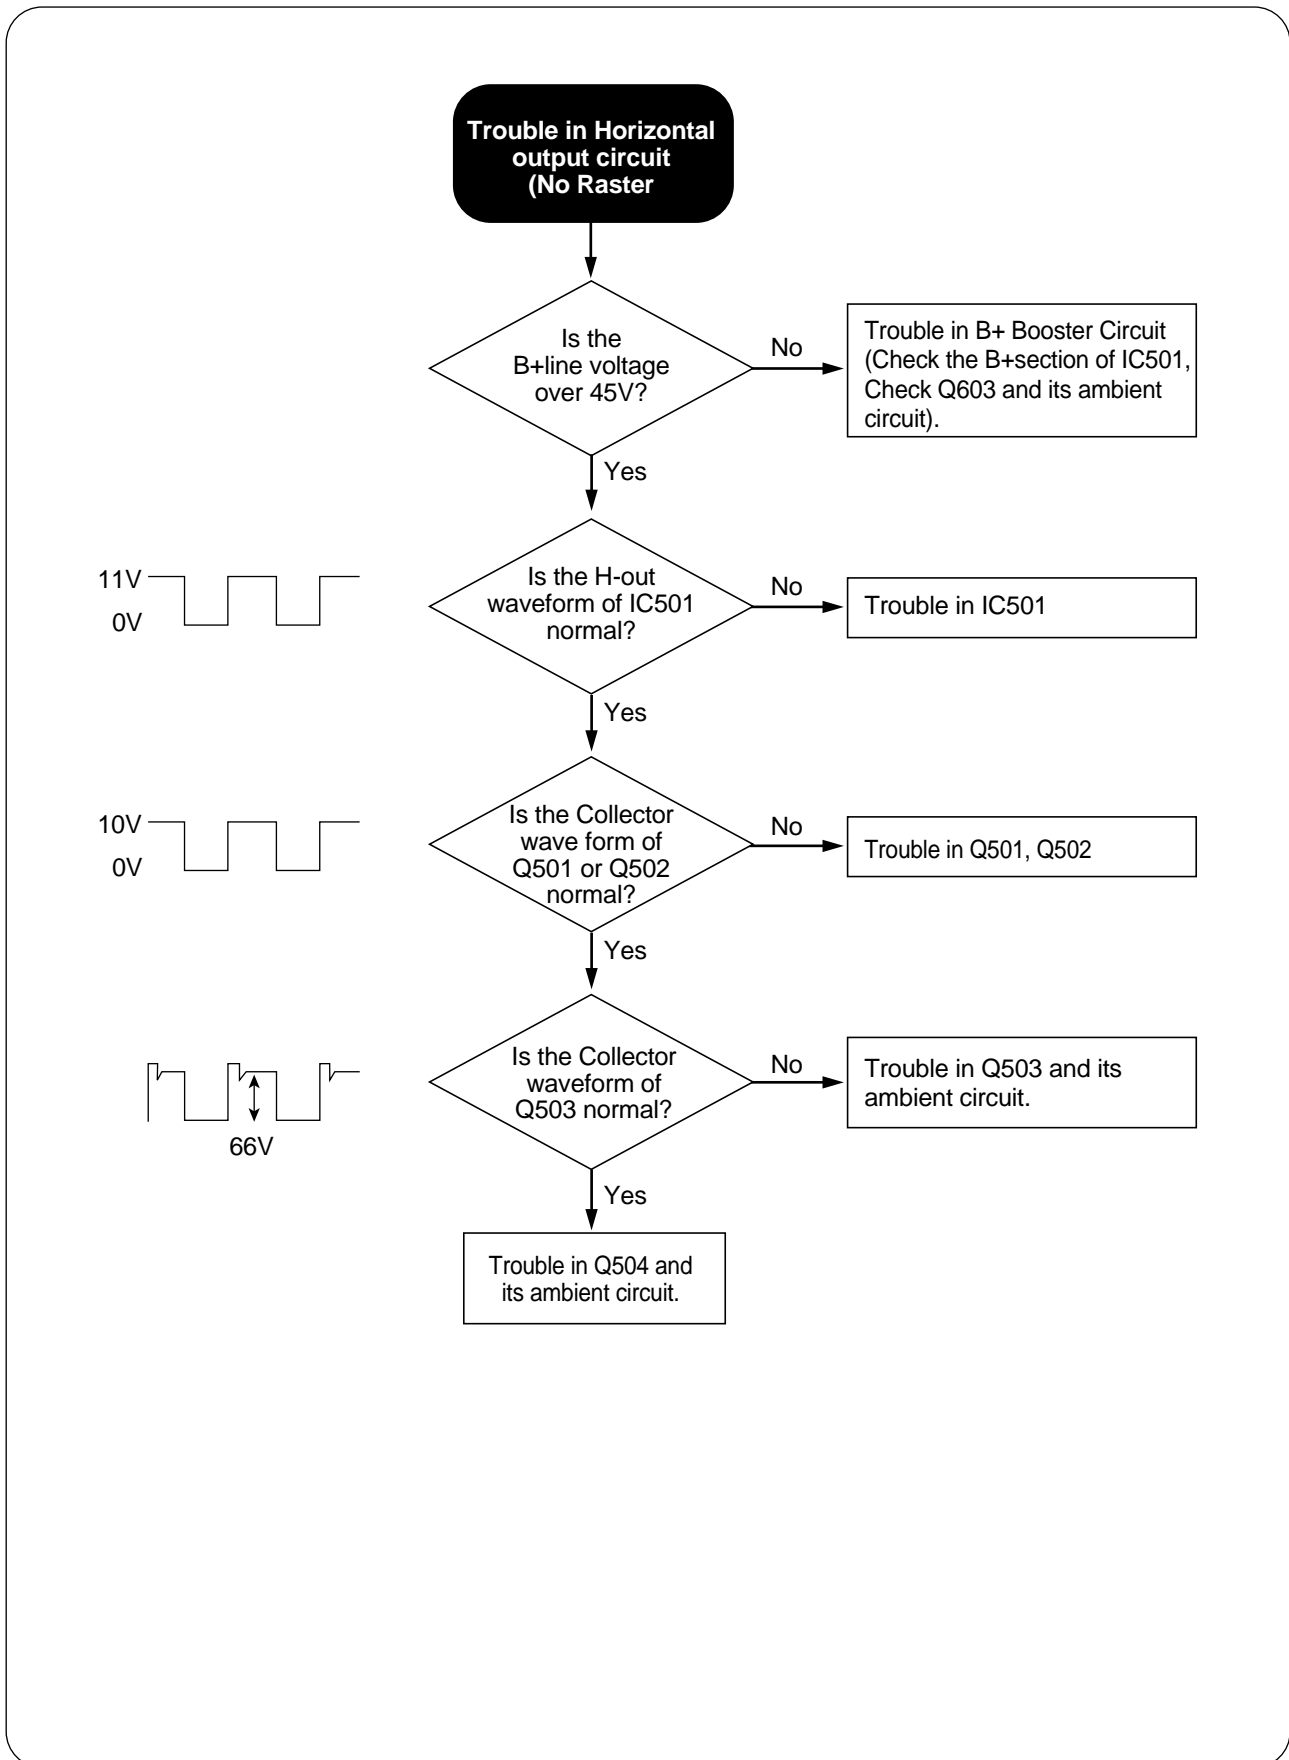 Trouble in Horizontal
output circuit
(No Raster
Is the
B+line voltage
over 45V?
No
Trouble in B+ Booster Circuit
(Check the B+section of IC501,
Check Q603 and its ambient
circuit).
Yes
11V
0V
Is the H-out
waveform of IC501
normal?
No
Trouble in IC501
Yes
10V
0V
Is the Collector
wave form of
Q501 or Q502
normal?
No
Trouble in Q501, Q502
Yes
66V
Is the Collector
waveform of
Q503 normal?
No
Trouble in Q503 and its
ambient circuit.
Yes
Trouble in Q504 and
its ambient circuit.